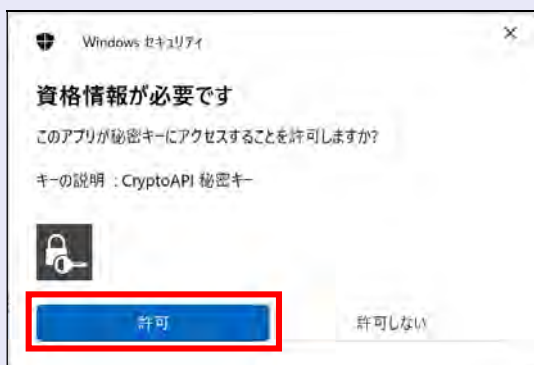 Windows セキュリティ
資格情報が必要です
このアプリが秘密キーにアクセスすることを許可しますか?
キーの説明 : CryptoAPI 秘密キー
許可
許可しない